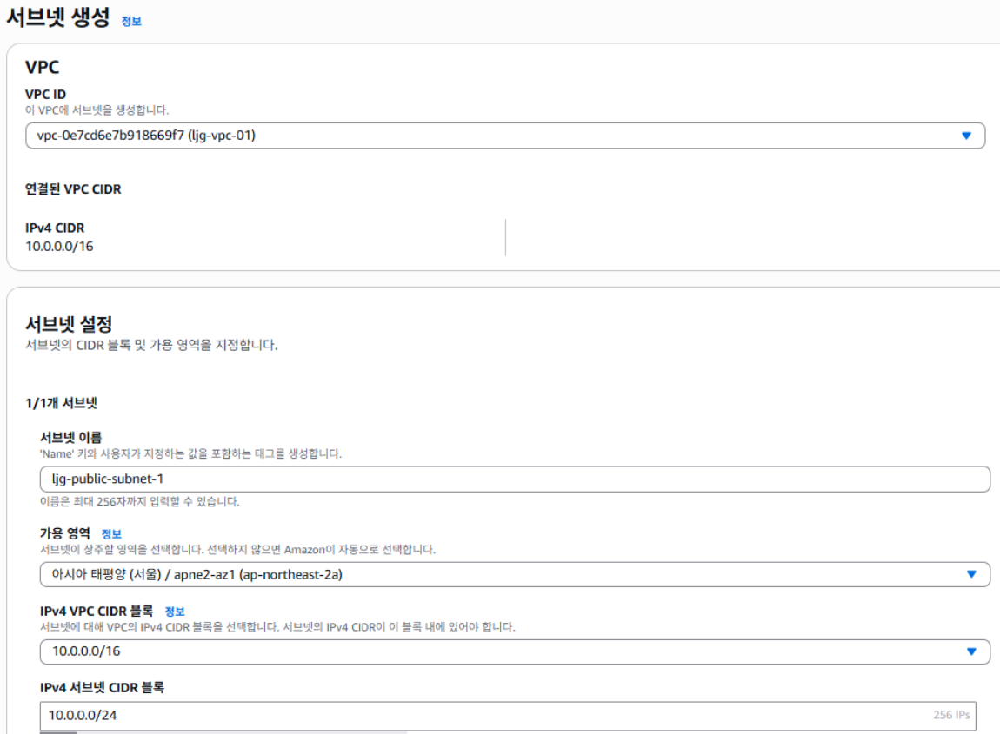 서브넷 생성 정보
VPC
VPC ID
이 VPC에 서브넷을 생성합니다.
vpc-0e7cd6e7b918669f7 (ljg-vpc-01)
연결된 VPC CIDR
IPv4 CIDR
10.0.0.0/16
서브넷 설정
서브넷의 CIDR 블록 및 가용 영역을 지정합니다.
1/1개 서브넷
서브넷 이름
'Name' 키와 사용자가 지정하는 값을 포함하는 태그를 생성합니다.
ljg-public-subnet-1
이름은 최대 256자까지 입력할 수 있습니다.
가용 영역 정보
서브넷이 상주할 영역을 선택합니다. 선택하지 않으면 Amazon이 자동으로 선택합니다.
아시아 태평양 (서울) / apne2-az1 (ap-northeast-2a)
IPv4 VPC CIDR 블록 정보
서브넷에 대해 VPC의 IPv4 CIDR 블록을 선택합니다. 서브넷의 IPv4 CIDR이 이 블록 내에 있어야 합니다.
10.0.0.0/16
IPv4 서브넷 CIDR 블록
10.0.0.0/24 256 IPs